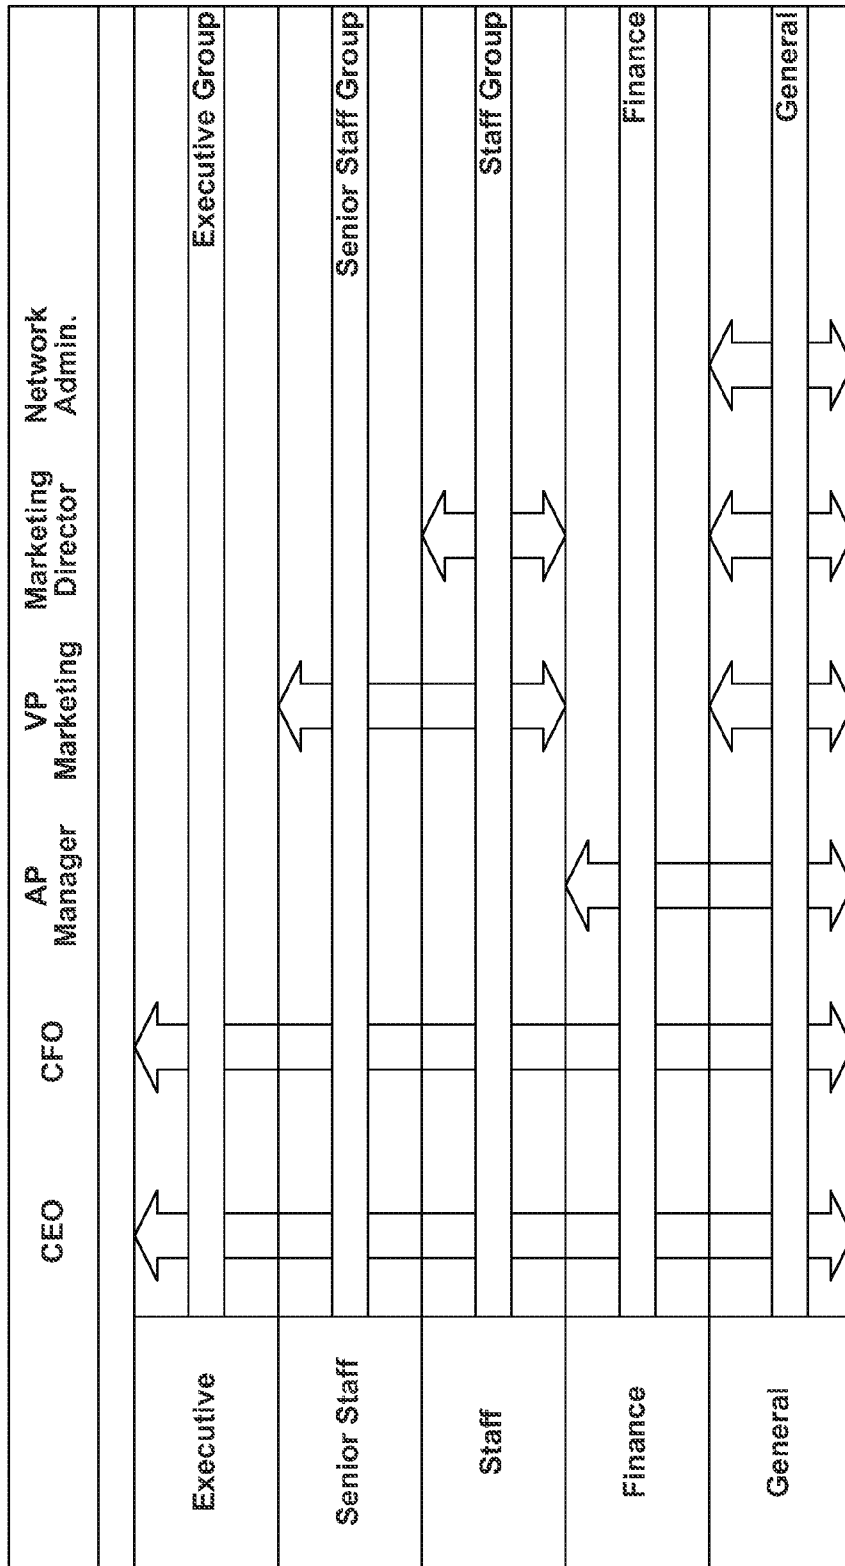 CEO
CFO
AP
Manager
VP
Marketing
Marketing
Director
Network
Admin.
Executive
Executive Group
Senior Staff
Senior Staff Group
Staff
Staff Group
Finance
Finance
General
General